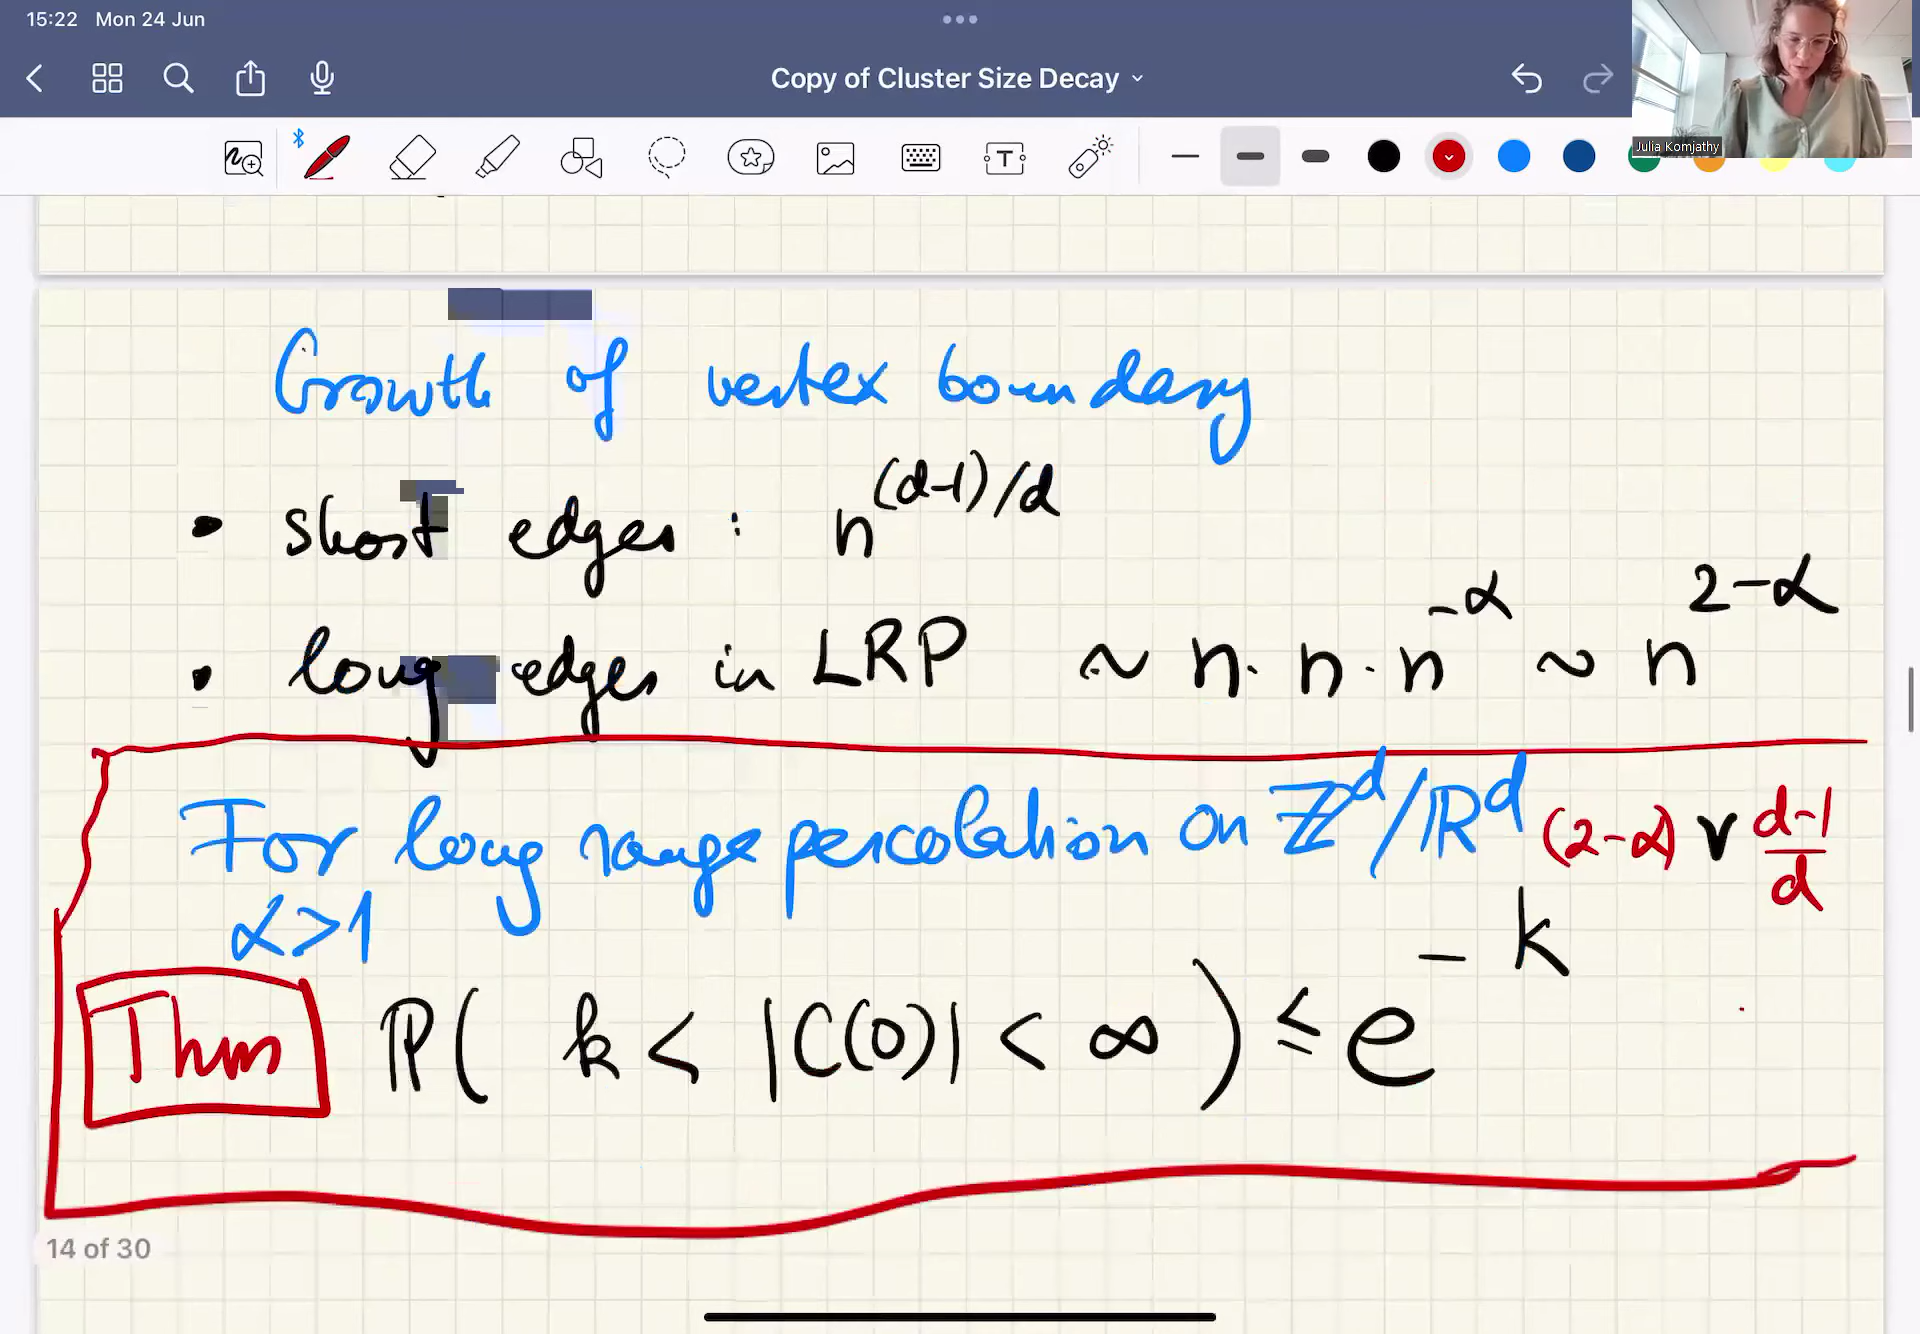 15:22 Mon 24 Jun
Copy of Cluster Size Decay
Julia Komjathy
Growth of vertex boundary
• short edges : n^{(d-1)/d}
• long edges in LRP ~ n · n · n^{-α} ~ n^{2-α}
For long range percolation on ℤ^d/ℝ^d
α>1
Thm ℙ( k < |C(0)| < ∞ ) ≤ e^{-k^{(2-α) ∨ \frac{d-1}{d}}}
14 of 30